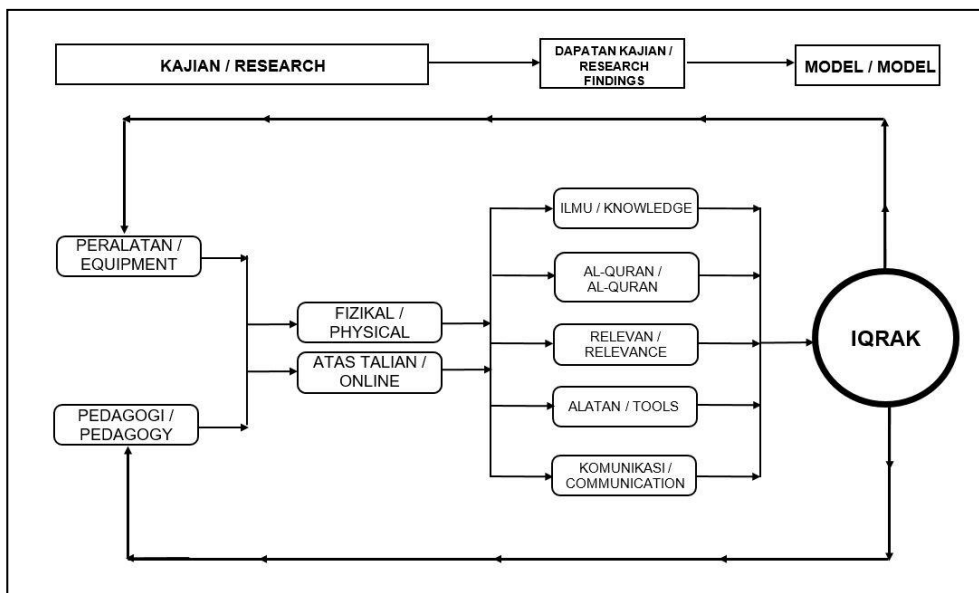 KAJIAN / RESEARCH
DAPATAN KAJIAN /
RESEARCH
FINDINGS
MODEL / MODEL
PERALATAN /
EQUIPMENT
PEDAGOGI /
PEDAGOGY
FIZIKAL /
PHYSICAL
ATAS TALIAN /
ONLINE
ILMU / KNOWLEDGE
AL-QURAN /
AL-QURAN
RELEVAN /
RELEVANCE
ALATAN / TOOLS
KOMUNIKASI /
COMMUNICATION
IQRAK